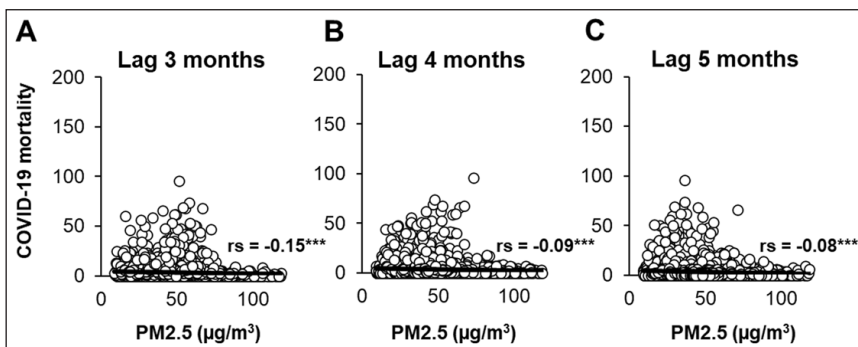 A
Lag 3 months
COVID-19 mortality
200
150
100
50
0
0
50
100
rs = -0.15***
PM2.5 (µg/m³)
B
Lag 4 months
200
150
100
50
0
0
50
100
rs = -0.09***
PM2.5 (µg/m³)
C
Lag 5 months
200
150
100
50
0
0
50
100
rs = -0.08***
PM2.5 (µg/m³)